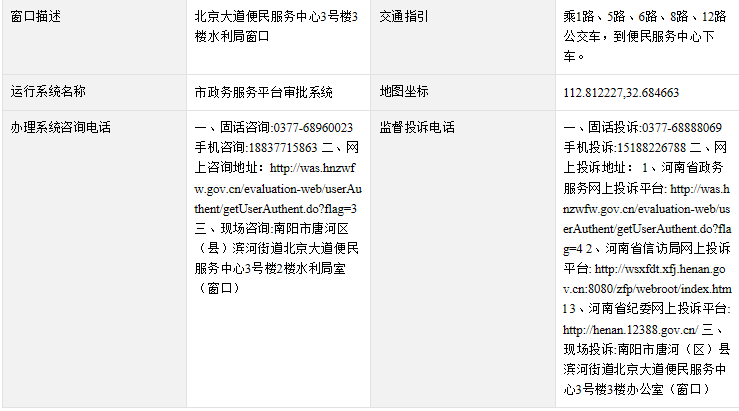 窗口描述
北京大道便民服务中心3号楼3
楼水利局窗口
交通指引
乘1路、5路、6路、8路、12路
公交车，到便民服务中心下
车。
运行系统名称
市政务服务平台审批系统
地图坐标
112.812227,32.684663
办理系统咨询电话
一、固话咨询:0377-68960023
手机咨询:18837715863 二、网
上咨询地址：http://was.hnzwf
w.gov.cn/evaluation-web/userAu
thent/getUserAuthent.do?flag=3
三、现场咨询:南阳市唐河区
（县）滨河街道北京大道便民
服务中心3号楼2楼水利局室
（窗口）
监督投诉电话
一、固话投诉:0377-68888069
手机投诉:15188226788 二、网
上投诉地址： 1、河南省政务
服务网上投诉平台: http://was.h
nzwfw.gov.cn/evaluation-web/us
erAuthent/getUserAuthent.do?fla
g=4 2、河南省信访局网上投诉
平台: http://wsxfdt.xfj.henan.go
v.cn:8080/zfp/webroot/index.htm
l 3、河南省纪委网上投诉平台:
http://henan.12388.gov.cn/ 三、
现场投诉:南阳市唐河（区）县
滨河街道北京大道便民服务中
心3号楼3楼办公室（窗口）